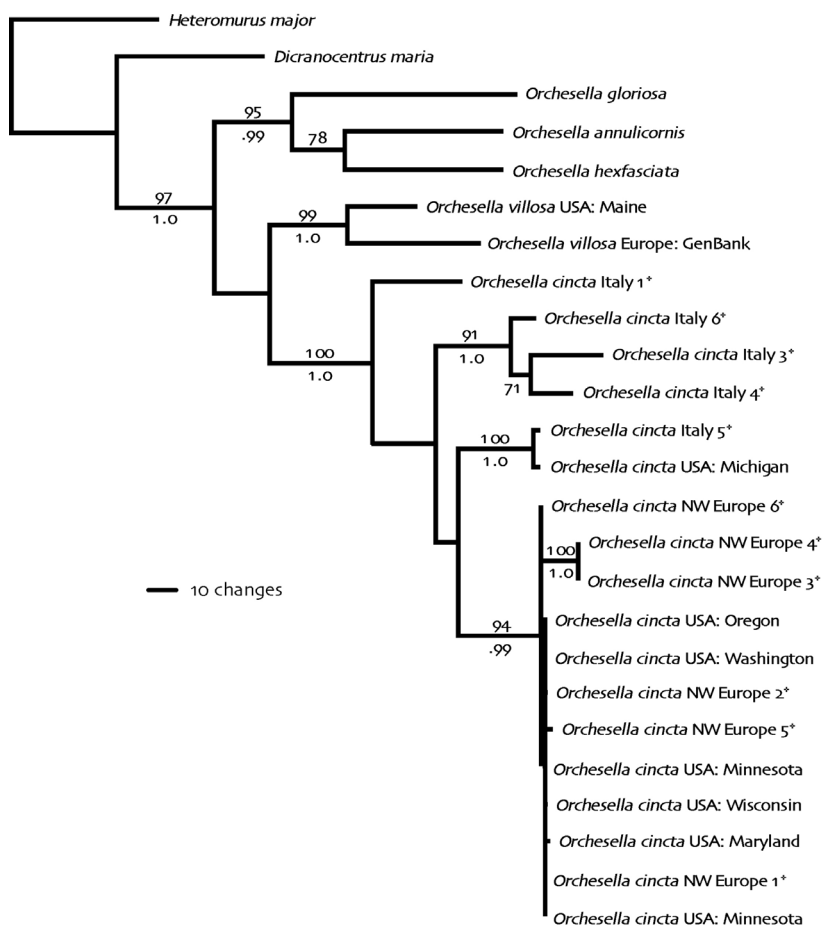 Heteromurus major
Dicranocentrus maria
Orchesella gloriosa
95
.99
78
Orchesella annulicornis
Orchesella hexfasciata
97
1.0
Orchesella villosa USA: Maine
99
1.0
Orchesella villosa Europe: GenBank
Orchesella cincta Italy 1*
Orchesella cincta Italy 6*
91
1.0
Orchesella cincta Italy 3*
100
1.0
71
Orchesella cincta Italy 4*
Orchesella cincta Italy 5*
100
1.0
Orchesella cincta USA: Michigan
Orchesella cincta NW Europe 6*
Orchesella cincta NW Europe 4*
100
1.0
Orchesella cincta NW Europe 3*
10 changes
Orchesella cincta USA: Oregon
94
.99
Orchesella cincta USA: Washington
Orchesella cincta NW Europe 2*
Orchesella cincta NW Europe 5*
Orchesella cincta USA: Minnesota
Orchesella cincta USA: Wisconsin
Orchesella cincta USA: Maryland
Orchesella cincta NW Europe 1*
Orchesella cincta USA: Minnesota